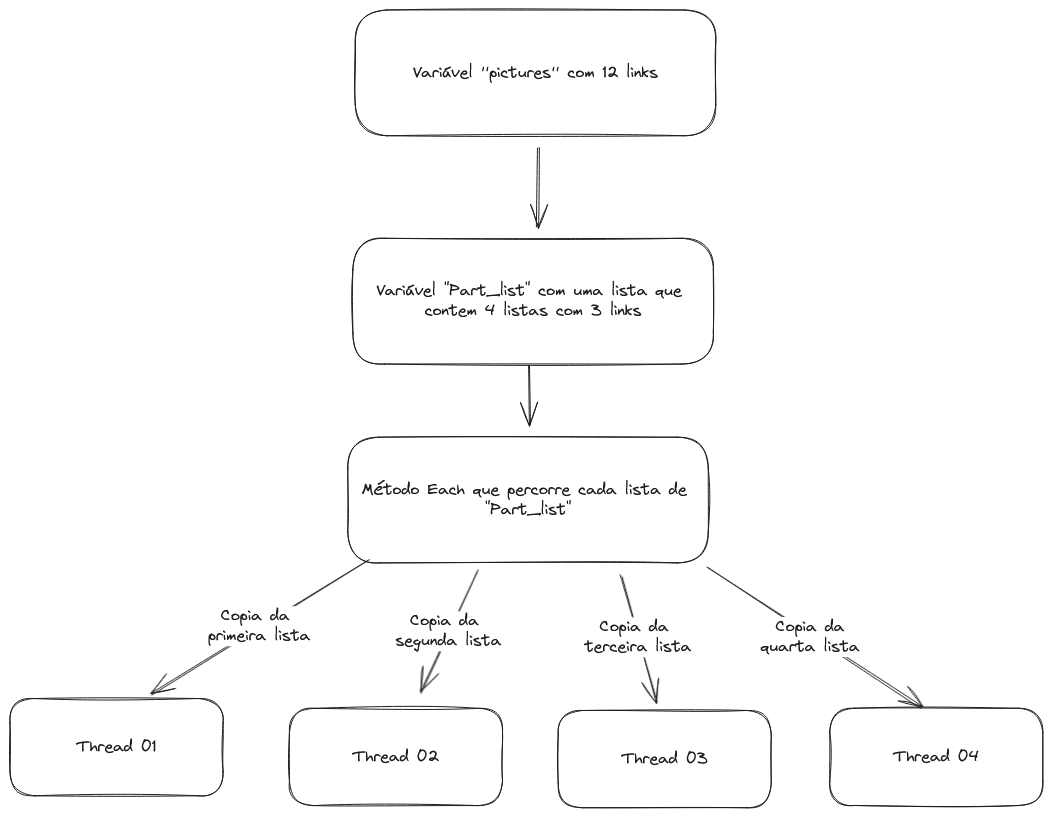 Variável "pictures" com 12 links
Variável "Part_list" com uma lista que
contem 4 listas com 3 links
Método Each que percorre cada lista de
"Part_list"
Copia da
primeira lista
Copia da
segunda lista
Copia da
terceira lista
Copia da
quarta lista
Thread 01
Thread 02
Thread 03
Thread 04